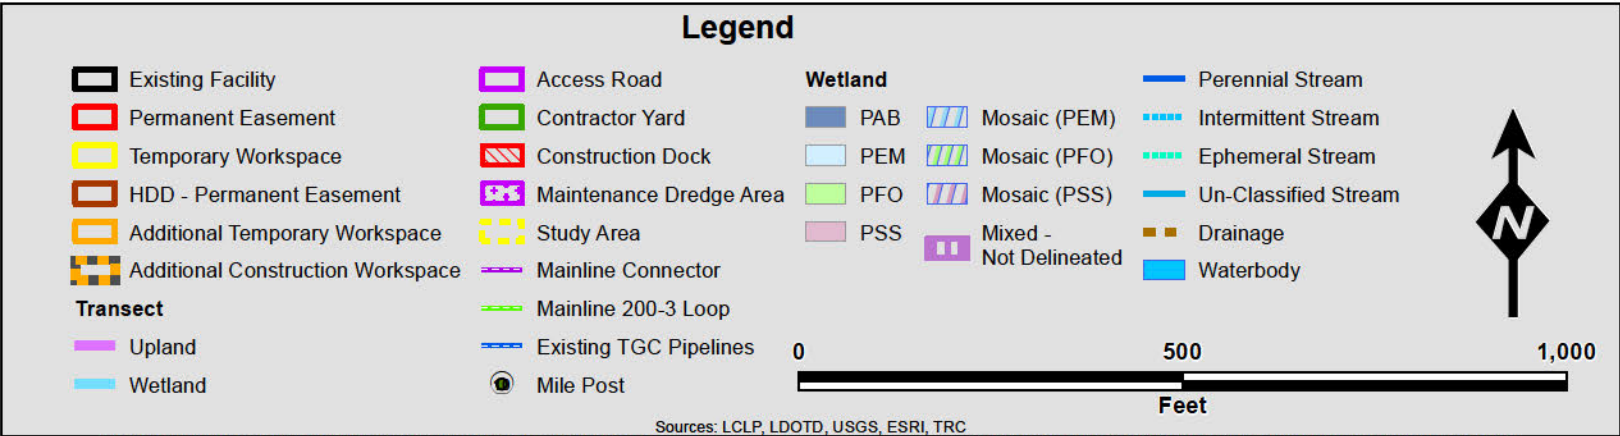 Legend
Existing Facility
Permanent Easement
Temporary Workspace
HDD - Permanent Easement
Additional Temporary Workspace
Additional Construction Workspace
Transect
Upland
Wetland
Access Road
Contractor Yard
Construction Dock
Maintenance Dredge Area
Study Area
Mainline Connector
Mainline 200-3 Loop
Existing TGC Pipelines
Mile Post
Wetland
PAB
PEM
PFO
PSS
Mosaic (PEM)
Mosaic (PFO)
Mosaic (PSS)
Mixed -
Not Delineated
Perennial Stream
Intermittent Stream
Ephemeral Stream
Un-Classified Stream
Drainage
Waterbody
N
0 500 1,000
Feet
Sources: LCLP, LDOTD, USGS, ESRI, TRC